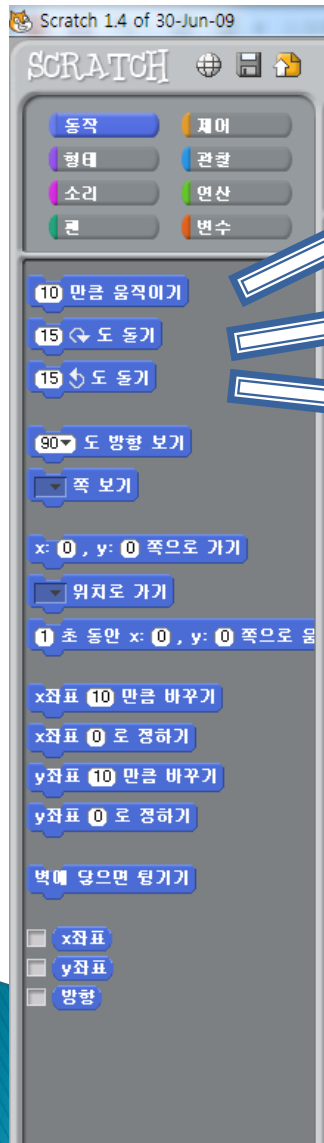 Scratch 1.4 of 30-Jun-09
SCRATCH
동작 제어
형태 관찰
소리 연산
펜 변수
10 만큼 움직이기
15 도 돌기
15 도 돌기
90 도 방향 보기
쪽 보기
x: 0 , y: 0 쪽으로 가기
위치로 가기
1 초 동안 x: 0 , y: 0 쪽으로 움
x좌표 10 만큼 바꾸기
x좌표 0 로 정하기
y좌표 10 만큼 바꾸기
y좌표 0 로 정하기
벽에 닿으면 튕기기
x좌표
y좌표
방향